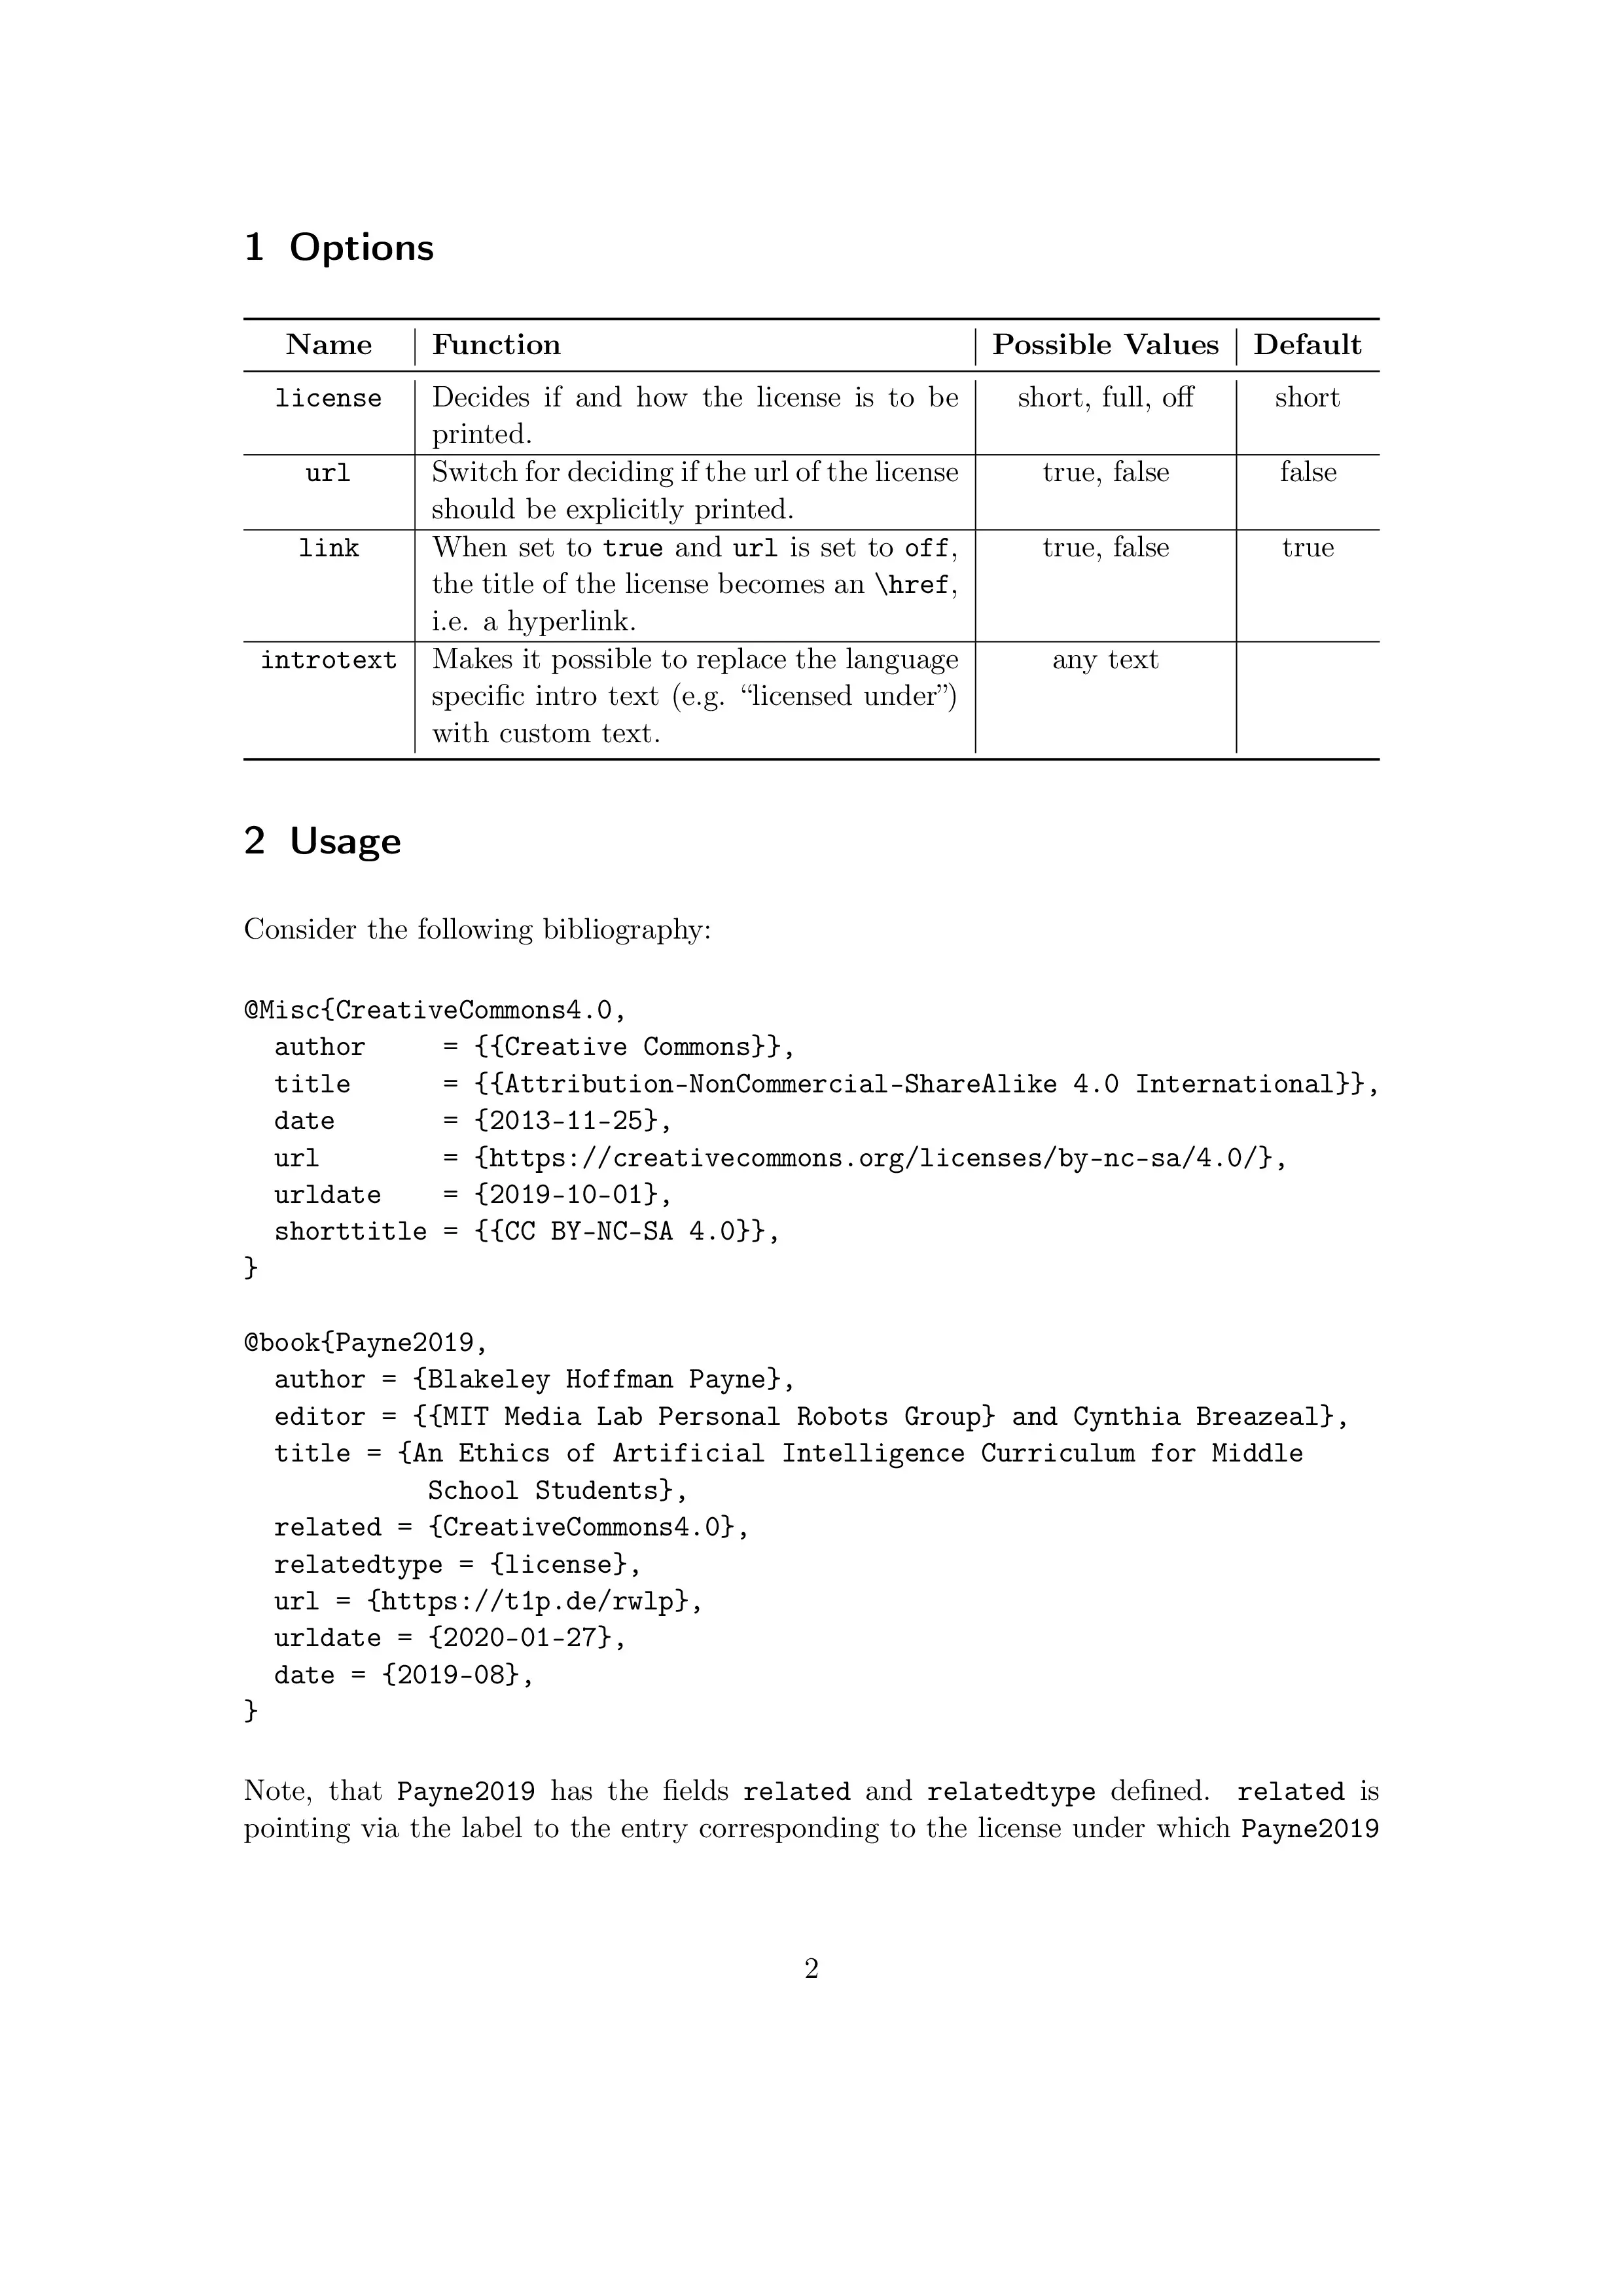 1 Options
Name Function Possible Values Default
license Decides if and how the license is to be short, full, off short
printed.
url Switch for deciding if the url of the license true, false false
should be explicitly printed.
link When set to true and url is set to off, true, false true
the title of the license becomes an \href,
i.e. a hyperlink.
introtext Makes it possible to replace the language any text
specific intro text (e.g. “licensed under”)
with custom text.
2 Usage
Consider the following bibliography:
@Misc{CreativeCommons4.0,
  author     = {{Creative Commons}},
  title      = {{Attribution-NonCommercial-ShareAlike 4.0 International}},
  date       = {2013-11-25},
  url        = {https://creativecommons.org/licenses/by-nc-sa/4.0/},
  urldate    = {2019-10-01},
  shorttitle = {{CC BY-NC-SA 4.0}},
}
@book{Payne2019,
  author = {Blakeley Hoffman Payne},
  editor = {{MIT Media Lab Personal Robots Group} and Cynthia Breazeal},
  title = {An Ethics of Artificial Intelligence Curriculum for Middle
            School Students},
  related = {CreativeCommons4.0},
  relatedtype = {license},
  url = {https://t1p.de/rwlp},
  urldate = {2020-01-27},
  date = {2019-08},
}
Note, that Payne2019 has the fields related and relatedtype defined. related is
pointing via the label to the entry corresponding to the license under which Payne2019
2